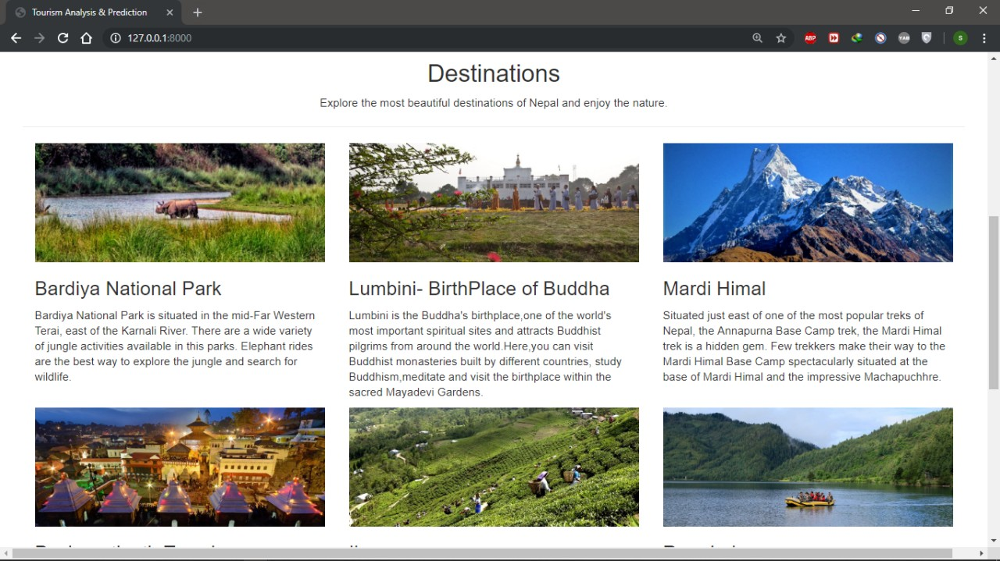 Tourism Analysis & Prediction
127.0.0.1:8000
ABP
YAB
S
Destinations
Explore the most beautiful destinations of Nepal and enjoy the nature.
Bardiya National Park
Bardiya National Park is situated in the mid-Far Western
Terai, east of the Karnali River. There are a wide variety
of jungle activities available in this parks. Elephant rides
are the best way to explore the jungle and search for
wildlife.
Lumbini- BirthPlace of Buddha
Lumbini is the Buddha's birthplace,one of the world's
most important spiritual sites and attracts Buddhist
pilgrims from around the world.Here,you can visit
Buddhist monasteries built by different countries, study
Buddhism,meditate and visit the birthplace within the
sacred Mayadevi Gardens.
Mardi Himal
Situated just east of one of the most popular treks of
Nepal, the Annapurna Base Camp trek, the Mardi Himal
trek is a hidden gem. Few trekkers make their way to the
Mardi Himal Base Camp spectacularly situated at the
base of Mardi Himal and the impressive Machapuchhre.